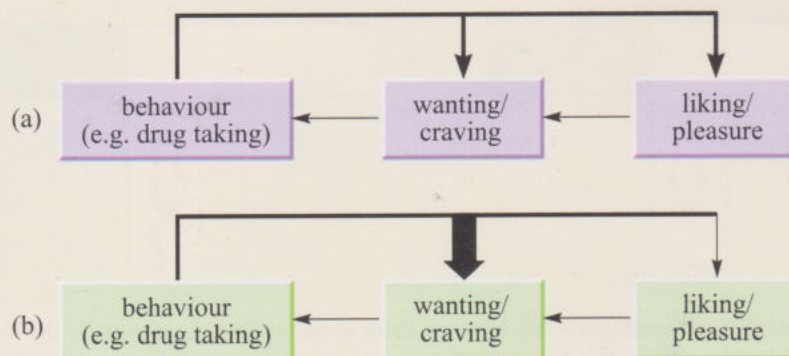 (a)
behaviour
(e.g. drug taking)
wanting/
craving
liking/
pleasure
(b)
behaviour
(e.g. drug taking)
wanting/
craving
liking/
pleasure